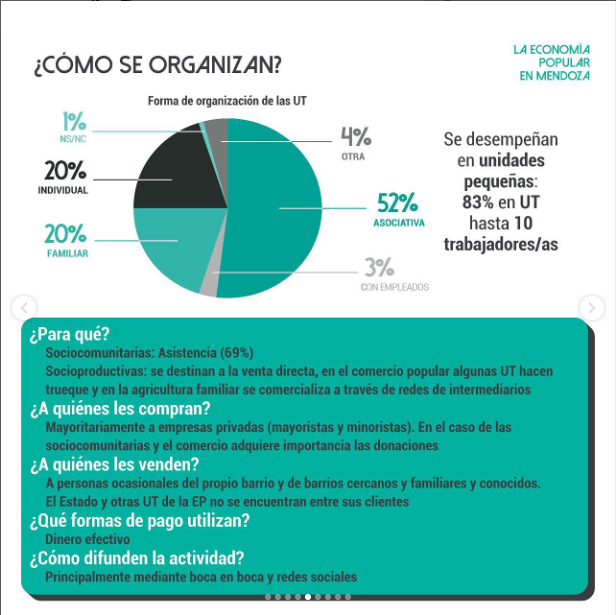 ¿CÓMO SE ORGANIZAN?
LA ECONOMÍA
POPULAR
EN MENDOZA
Forma de organización de las UT
1%
NS/NC
20%
INDIVIDUAL
20%
FAMILIAR
4%
OTRA
52%
ASOCIATIVA
3%
CON EMPLEADOS
Se desempeñan
en unidades
pequeñas:
83% en UT
hasta 10
trabajadores/as
¿Para qué?
Sociocomunitarias: Asistencia (69%)
Socioproductivas: se destinan a la venta directa, en el comercio popular algunas UT hacen
trueque y en la agricultura familiar se comercializa a través de redes de intermediarios
¿A quiénes les compran?
Mayoritariamente a empresas privadas (mayoristas y minoristas). En el caso de las
sociocomunitarias y el comercio adquiere importancia las donaciones
¿A quiénes les venden?
A personas ocasionales del propio barrio y de barrios cercanos y familiares y conocidos.
El Estado y otras UT de la EP no se encuentran entre sus clientes
¿Qué formas de pago utilizan?
Dinero efectivo
¿Cómo difunden la actividad?
Principalmente mediante boca en boca y redes sociales